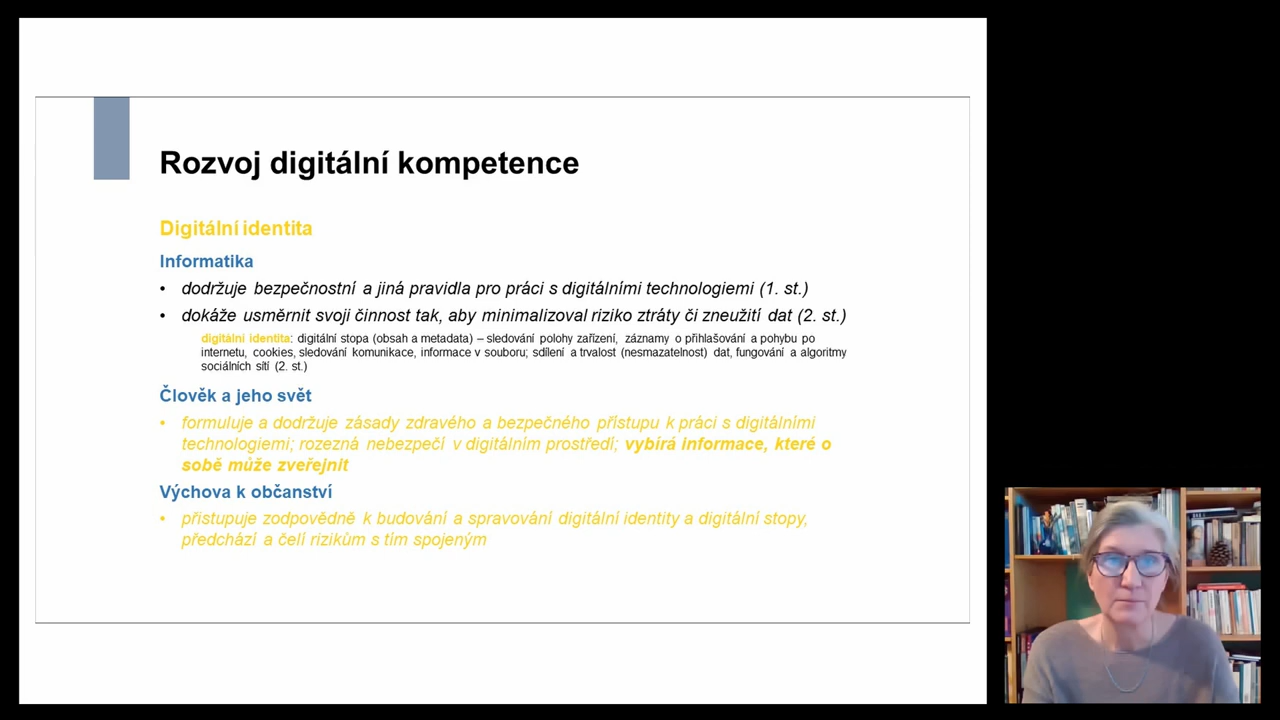 Rozvoj digitální kompetence
Digitální identita
Informatika
• dodržuje bezpečnostní a jiná pravidla pro práci s digitálními technologiemi (1. st.)
• dokáže usměrnit svoji činnost tak, aby minimalizoval riziko ztráty či zneužití dat (2. st.)
digitální identita: digitální stopa (obsah a metadata) – sledování polohy zařízení, záznamy o přihlašování a pohybu po
internetu, cookies, sledování komunikace, informace v souboru; sdílení a trvalost (nesmazatelnost) dat, fungování a algoritmy
sociálních sítí (2. st.)
Člověk a jeho svět
• formuluje a dodržuje zásady zdravého a bezpečného přístupu k práci s digitálními
technologiemi; rozezná nebezpečí v digitálním prostředí; vybírá informace, které o
sobě může zveřejnit
Výchova k občanství
• přistupuje zodpovědně k budování a spravování digitální identity a digitální stopy,
předchází a čelí rizikům s tím spojeným